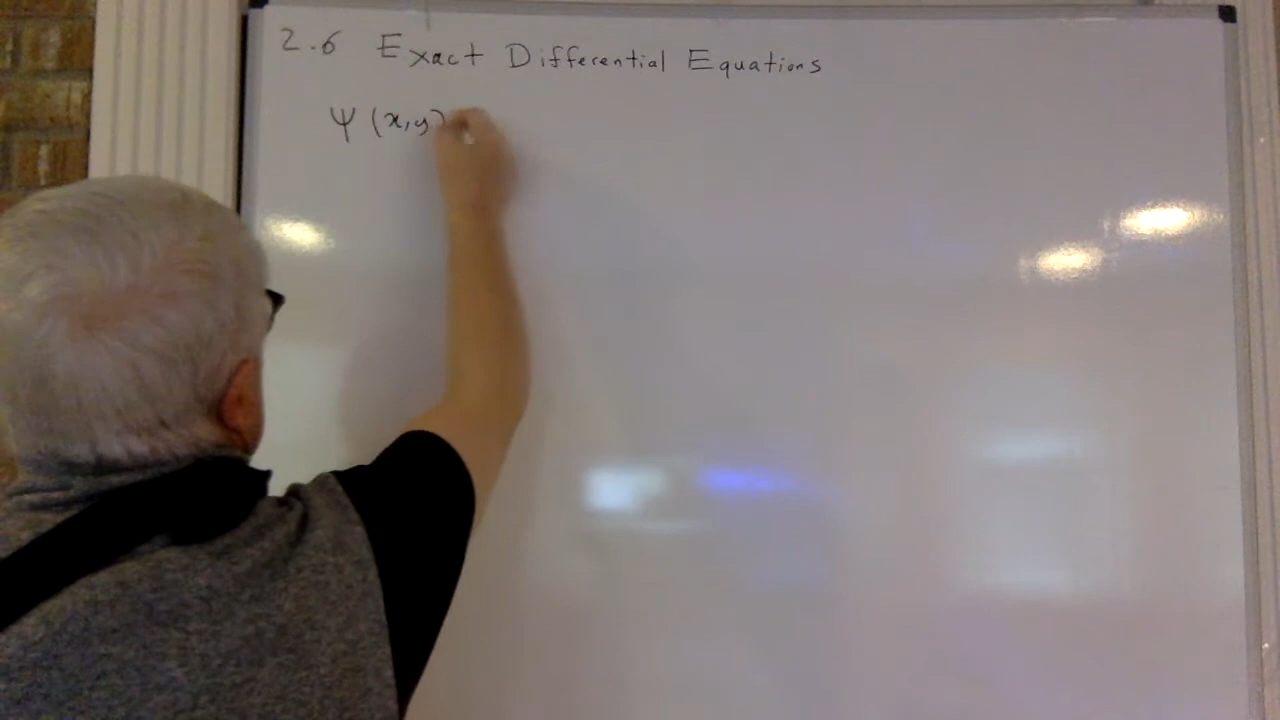 2.6 Exact Differential Equations
Ψ (x,y)